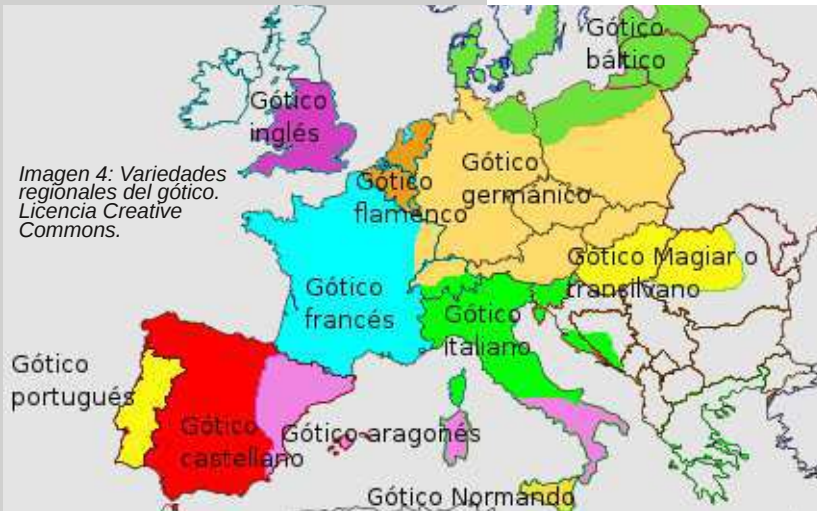 Gótico
báltico
Gótico
inglés
Imagen 4: Variedades
regionales del gótico.
Licencia Creative
Commons.
Gótico
flamenco
Gótico
germánico
Gótico Magiar o
transilvano
Gótico
francés
Gótico
Italiano
Gótico
portugués
Gótico
castellano
Gótico aragonés
Gótico Normando